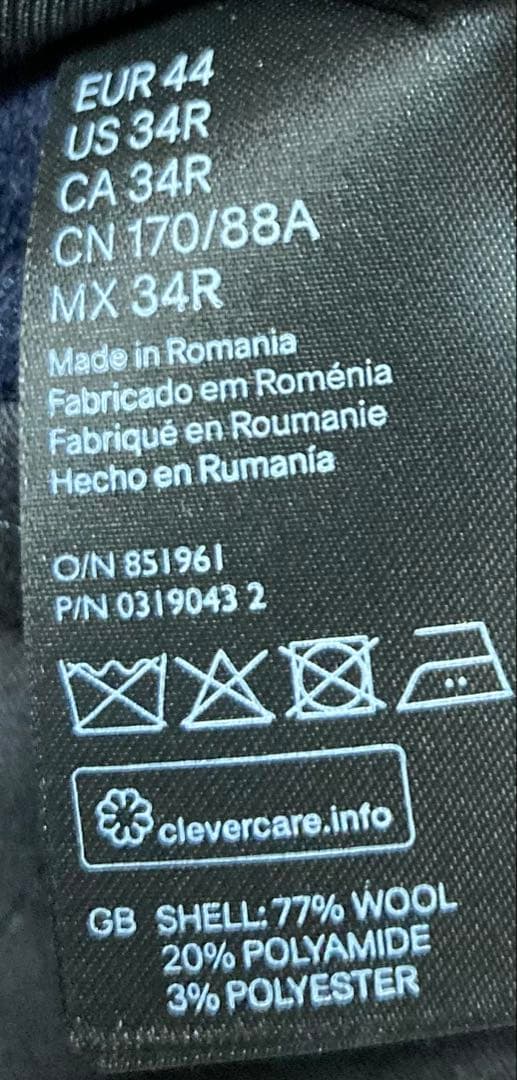 EUR 44
US 34R
CA 34R
CN 170/88A
MX 34R
Made in Romania
Fabricado em Roménia
Fabriqué en Roumanie
Hecho en Rumanía
O/N 851961
P/N 0319043 2
clevercare.info
GB SHELL: 77% WOOL
20% POLYAMIDE
3% POLYESTER